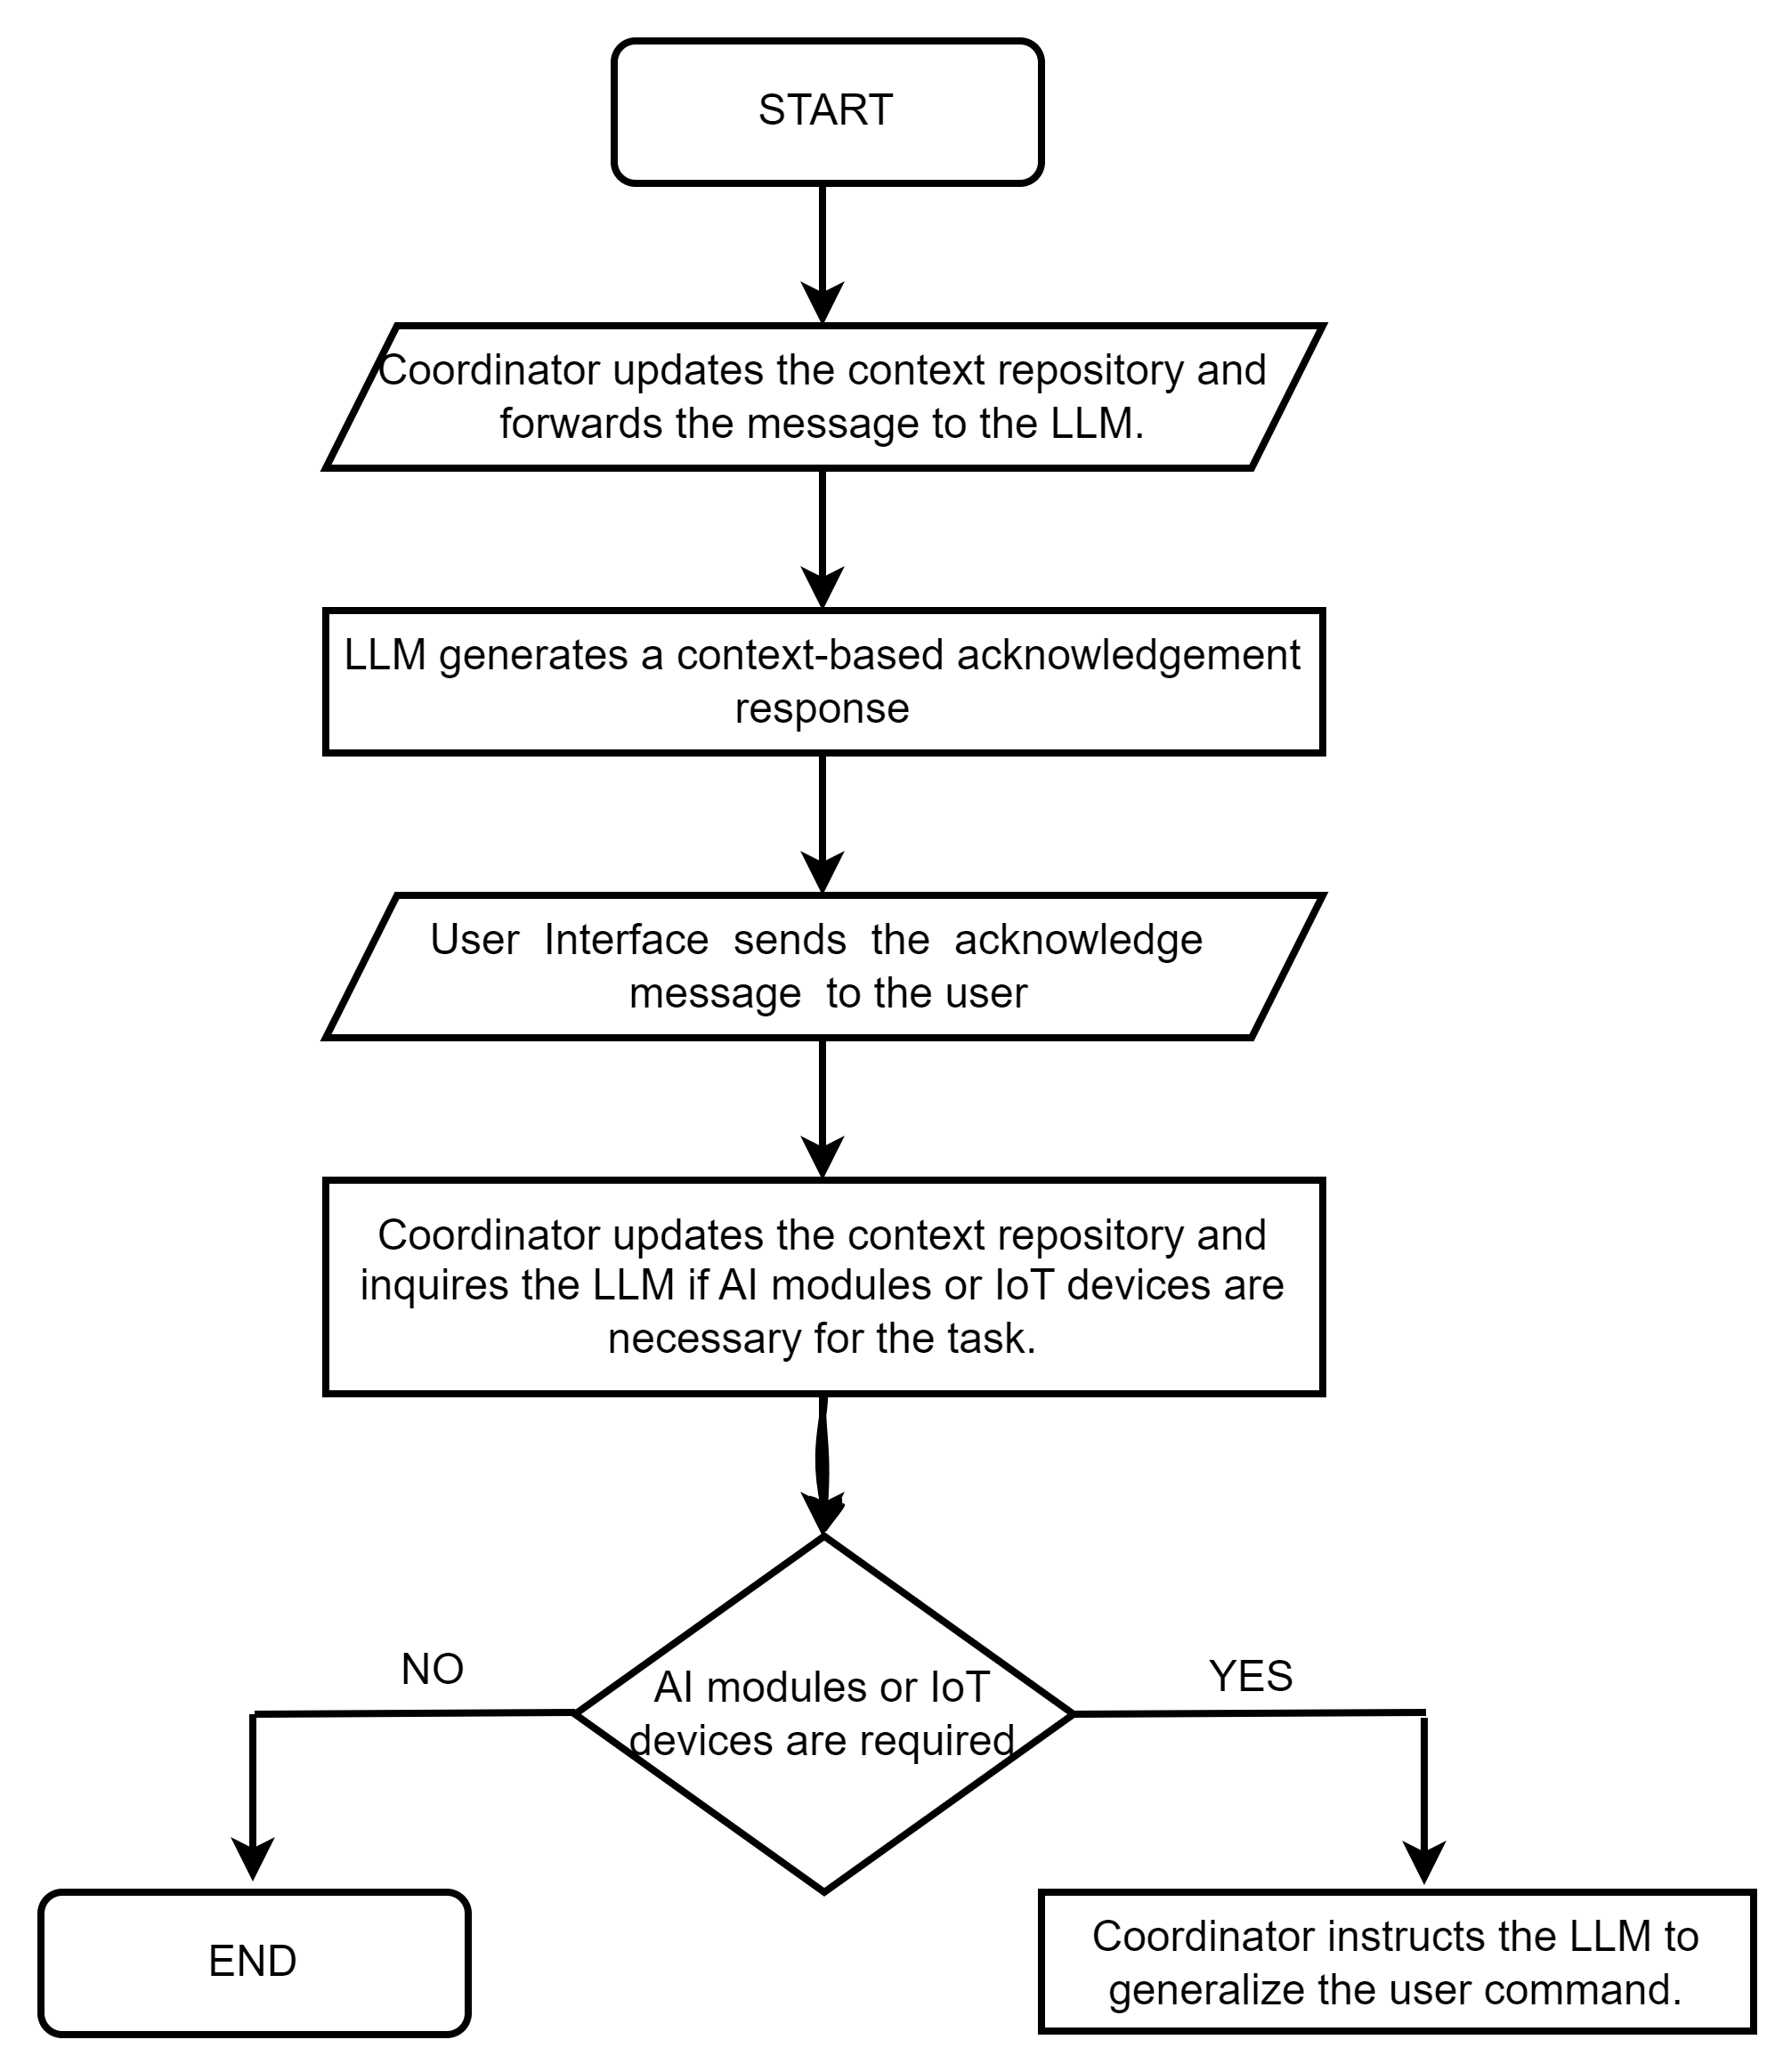 START
Coordinator updates the context repository and
forwards the message to the LLM.
LLM generates a context-based acknowledgement
response
User Interface sends the acknowledge
message to the user
Coordinator updates the context repository and
inquires the LLM if AI modules or IoT devices are
necessary for the task.
AI modules or IoT
devices are required
NO
YES
END
Coordinator instructs the LLM to
generalize the user command.